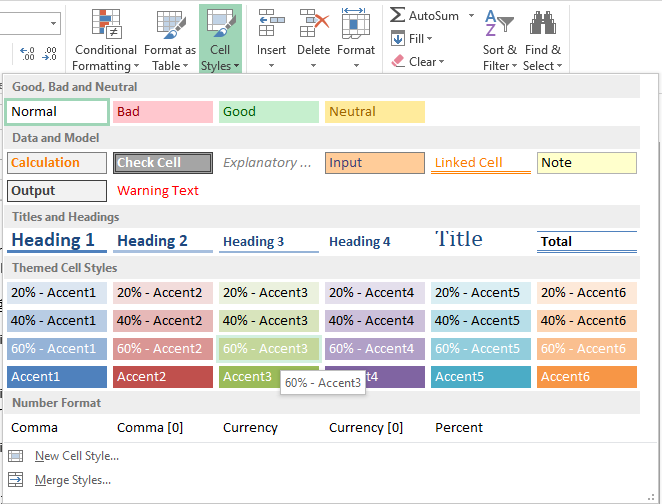 AutoSum
Conditional Formatting
Format as Table
Cell Styles
Insert
Delete
Format
Fill
Clear
Sort & Filter
Find & Select
.00
.0
.00
Good, Bad and Neutral
Normal Bad Good Neutral
Data and Model
Calculation Check Cell Explanatory ... Input Linked Cell Note
Output Warning Text
Titles and Headings
Heading 1 Heading 2 Heading 3 Heading 4 Title Total
Themed Cell Styles
20% - Accent1 20% - Accent2 20% - Accent3 20% - Accent4 20% - Accent5 20% - Accent6
40% - Accent1 40% - Accent2 40% - Accent3 40% - Accent4 40% - Accent5 40% - Accent6
60% - Accent1 60% - Accent2 60% - Accent3 60% - Accent4 60% - Accent5 60% - Accent6
Accent1 Accent2 Accent3 t4 Accent5 Accent6
60% - Accent3
Number Format
Comma Comma [0] Currency Currency [0] Percent
New Cell Style...
Merge Styles...